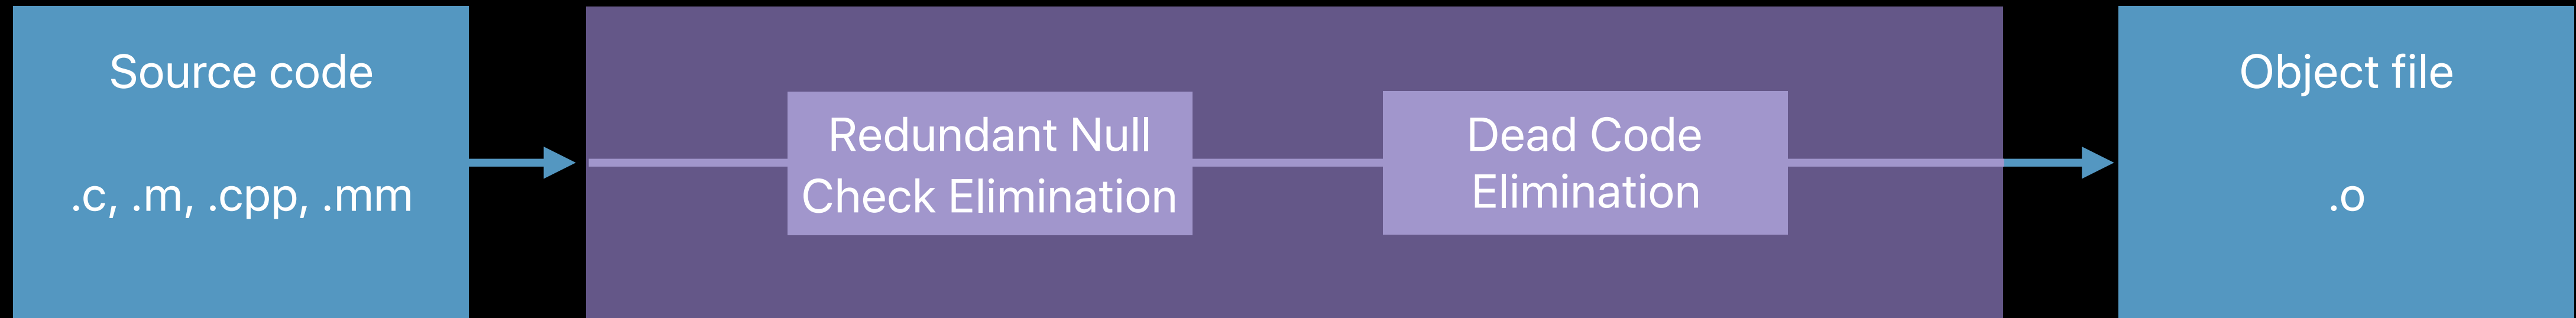 Source code
.c, .m, .cpp, .mm
Redundant Null
Check Elimination
Dead Code
Elimination
Object file
.o